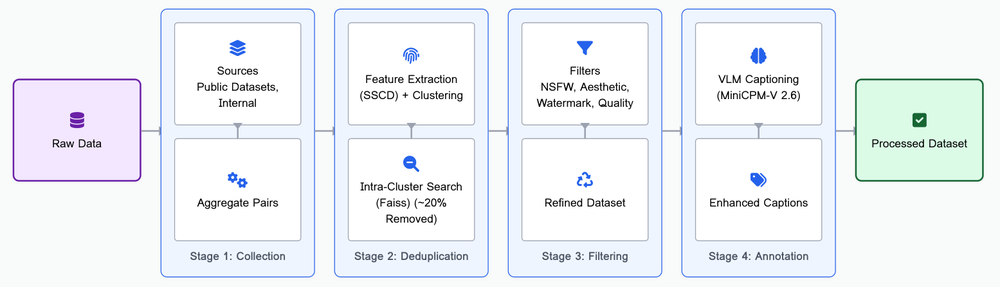 Raw Data
Sources
Public Datasets,
Internal
Aggregate Pairs
Stage 1: Collection
Feature Extraction
(SSCD) + Clustering
Intra-Cluster Search
(Faiss) (~20%
Removed)
Stage 2: Deduplication
Filters
NSFW, Aesthetic,
Watermark, Quality
Refined Dataset
Stage 3: Filtering
VLM Captioning
(MiniCPM-V 2.6)
Enhanced Captions
Stage 4: Annotation
Processed Dataset